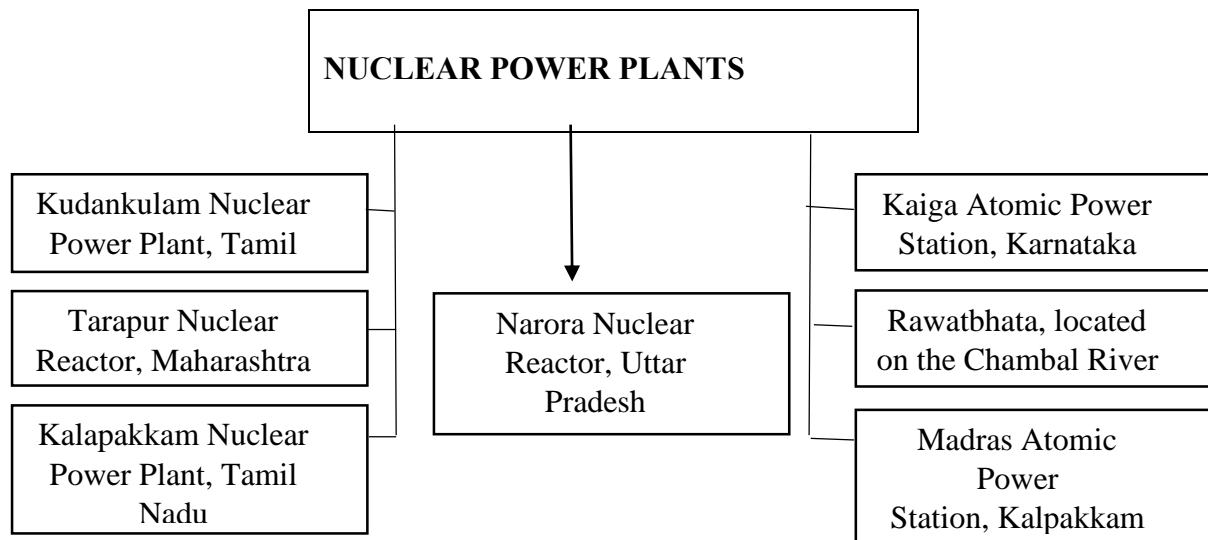 NUCLEAR POWER PLANTS
Kudankulam Nuclear
Power Plant, Tamil
Tarapur Nuclear
Reactor, Maharashtra
Kalapakkam Nuclear
Power Plant, Tamil
Nadu
Narora Nuclear
Reactor, Uttar
Pradesh
Kaiga Atomic Power
Station, Karnataka
Rawatbhata, located
on the Chambal River
Madras Atomic
Power
Station, Kalpakkam